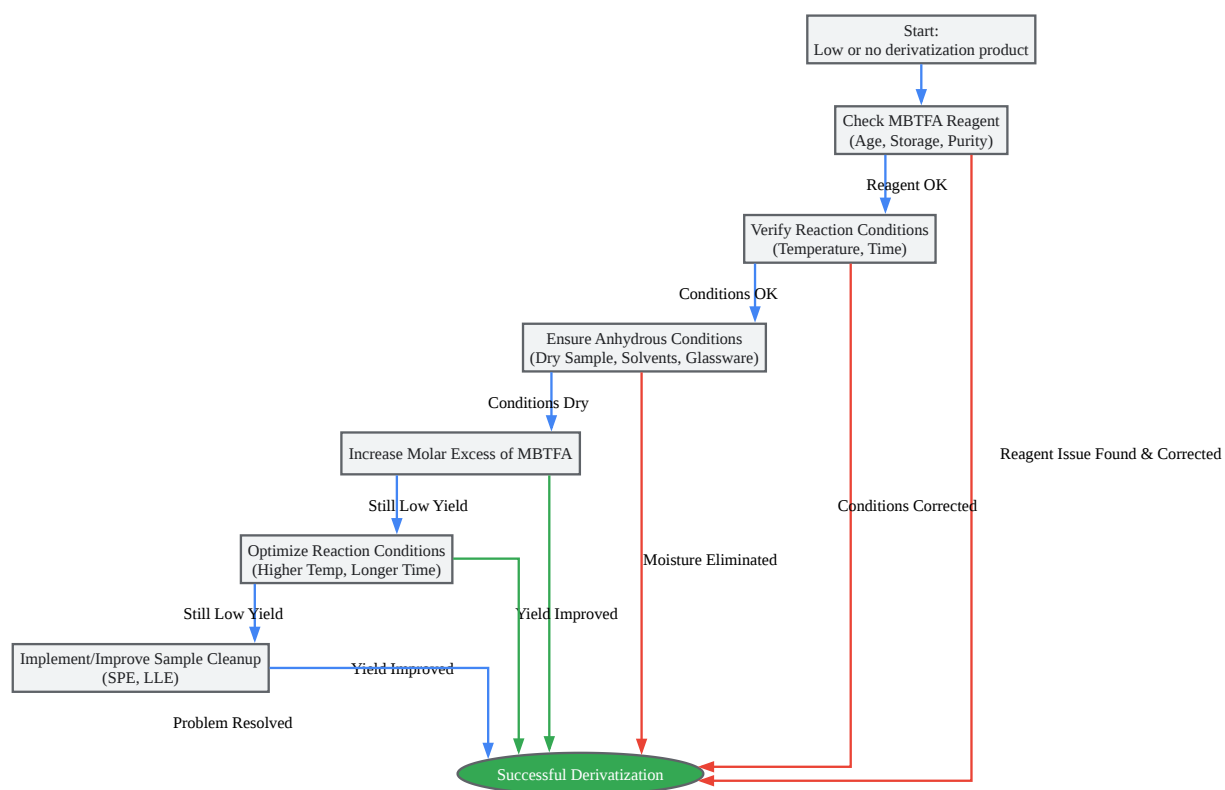 Start:
Low or no derivatization product
Check MBTFA Reagent
(Age, Storage, Purity)
Reagent OK
Verify Reaction Conditions
(Temperature, Time)
Conditions OK
Ensure Anhydrous Conditions
(Dry Sample, Solvents, Glassware)
Conditions Dry
Increase Molar Excess of MBTFA
Reagent Issue Found & Corrected
Still Low Yield
Conditions Corrected
Optimize Reaction Conditions
(Higher Temp, Longer Time)
Moisture Eliminated
Still Low Yield
Yield Improved
Implement/Improve Sample Cleanup
(SPE, LLE)
Yield Improved
Problem Resolved
Successful Derivatization